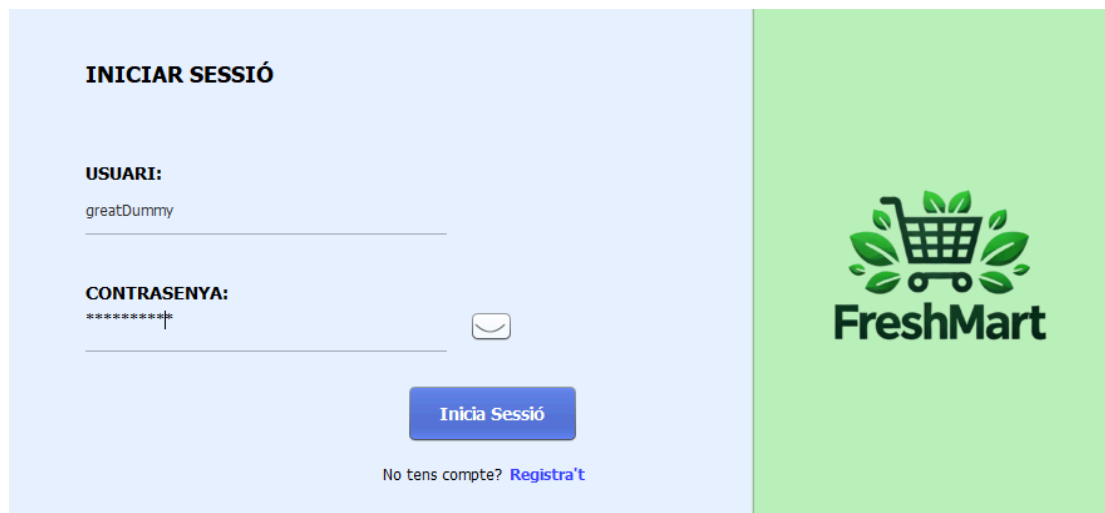 INICIAR SESSIÓ
USUARI:
greatDummy
CONTRASENYA:
**********
Inicia Sessió
No tens compte? Registra't
FreshMart